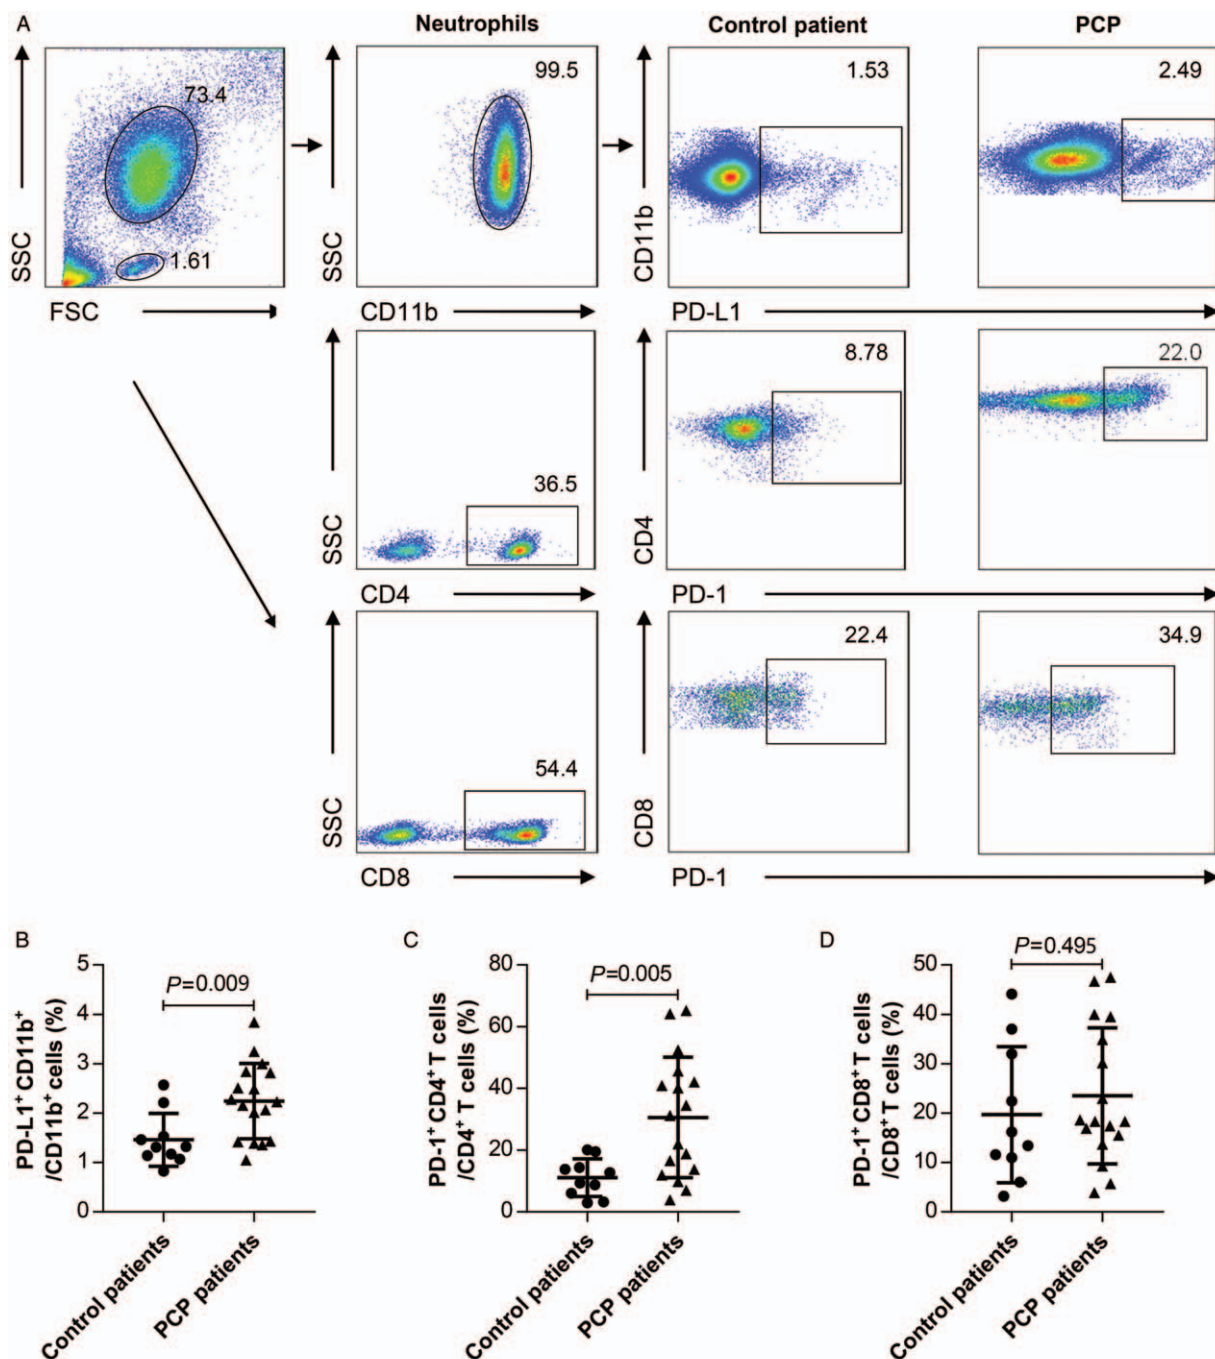 A
Neutrophils
Control patient
PCP
73.4
1.61
SSC
FSC
99.5
SSC
CD11b
1.53
2.49
CD11b
PD-L1
36.5
SSC
CD4
8.78
22.0
CD4
PD-1
54.4
SSC
CD8
22.4
34.9
CD8
PD-1
B
P=0.009
PD-L1⁺ CD11b⁺
/CD11b⁺ cells (%)
5
4
3
2
1
0
Control patients
PCP patients
C
P=0.005
PD-1⁺ CD4⁺ T cells
/CD4⁺ T cells (%)
80
60
40
20
0
Control patients
PCP patients
D
P=0.495
PD-1⁺ CD8⁺ T cells
/CD8⁺ T cells (%)
50
40
30
20
10
0
Control patients
PCP patients